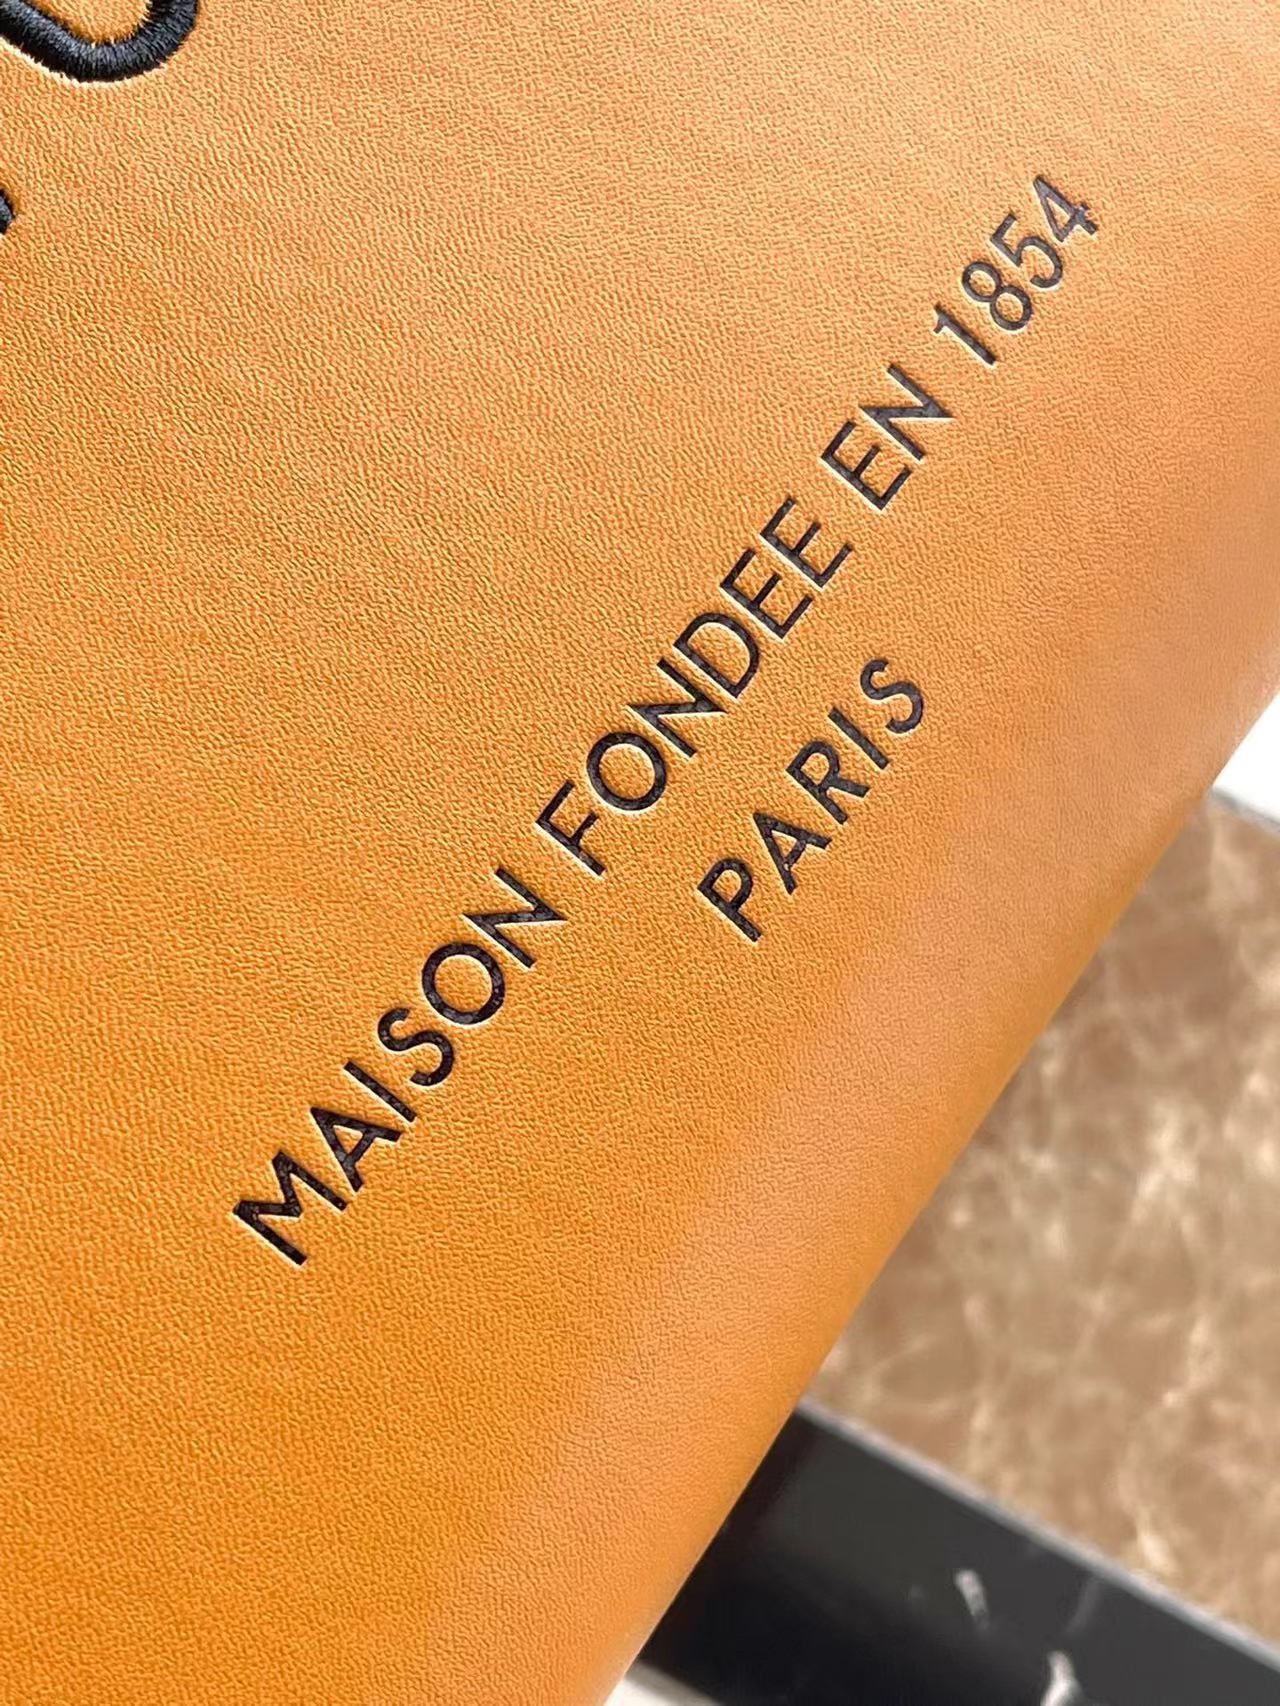 MAISON FONDEE EN 1854
PARIS